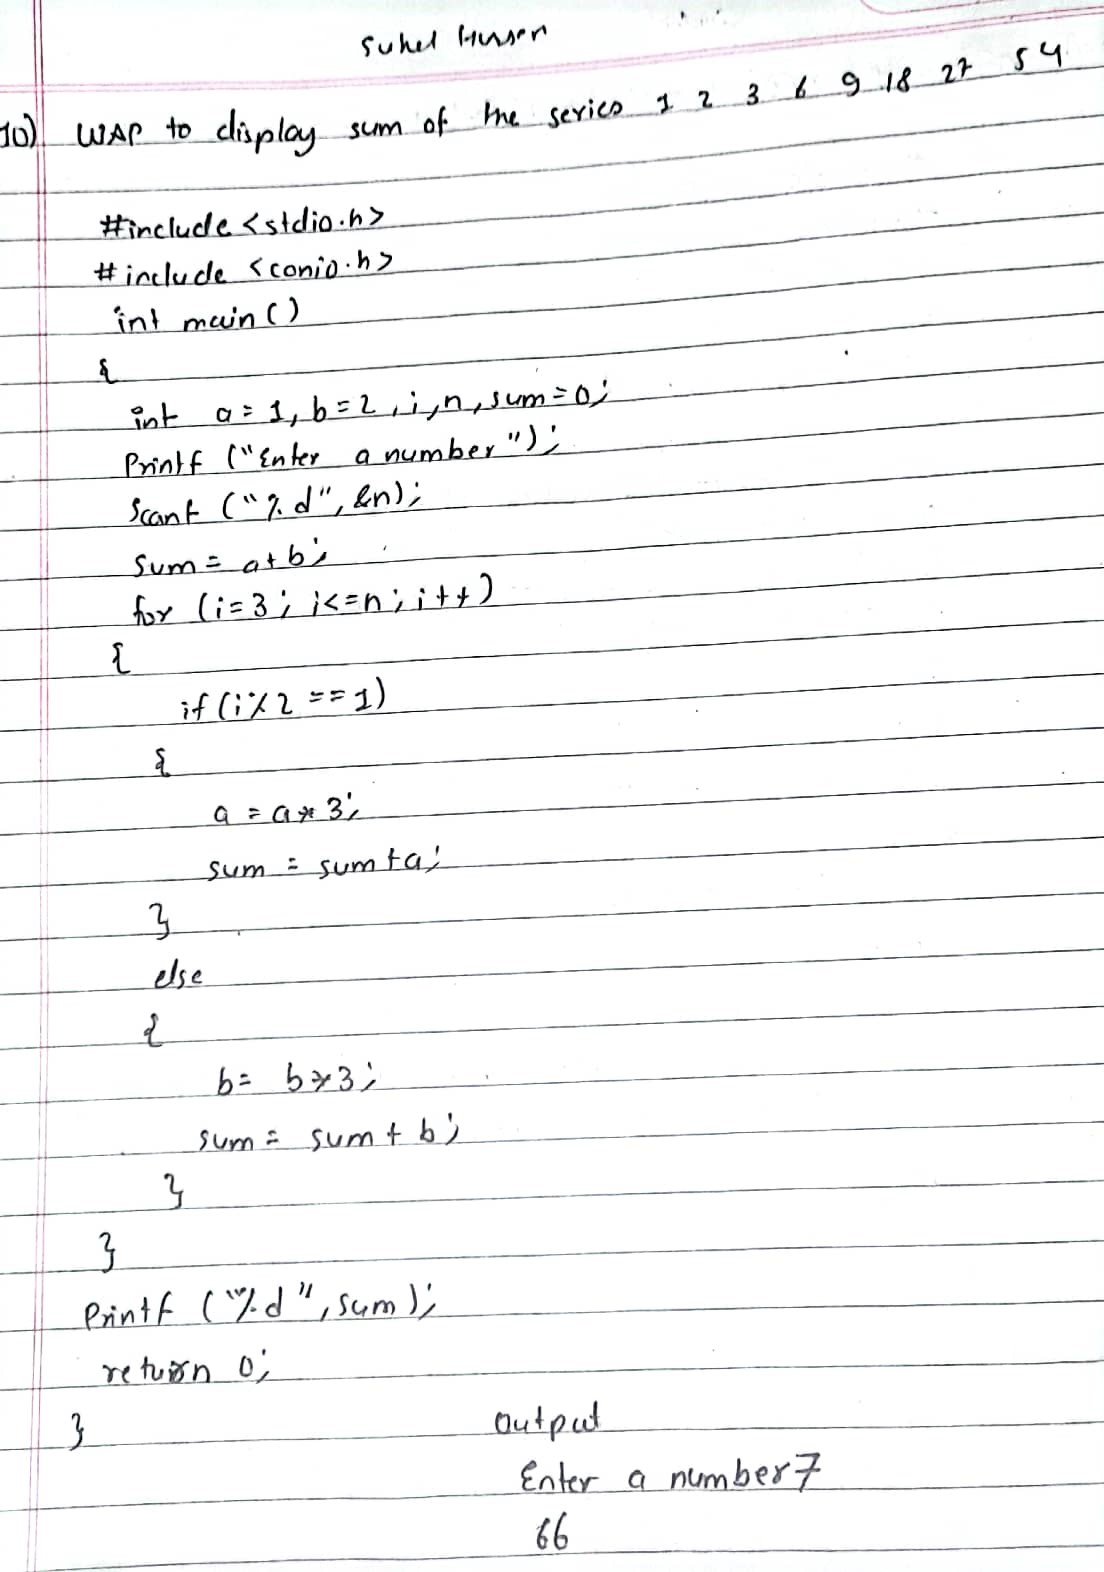 Suhel Husen
10) WAP to display sum of the series 1 2 3 6 9 18 27 54
#include <stdio.h>
#include <conio.h>
int main ()
{
int a = 1, b = 2, i, n, sum = 0;
Printf ("Enter a number");
Scanf ("%d", &n);
Sum = a + b;
for (i = 3; i <= n; i++)
{
if (i % 2 == 1)
{
a = a * 3;
sum = sum + a;
}
else
{
b = b * 3;
sum = sum + b;
}
}
Printf ("%d", sum);
return 0;
}
Output
Enter a number 7
66